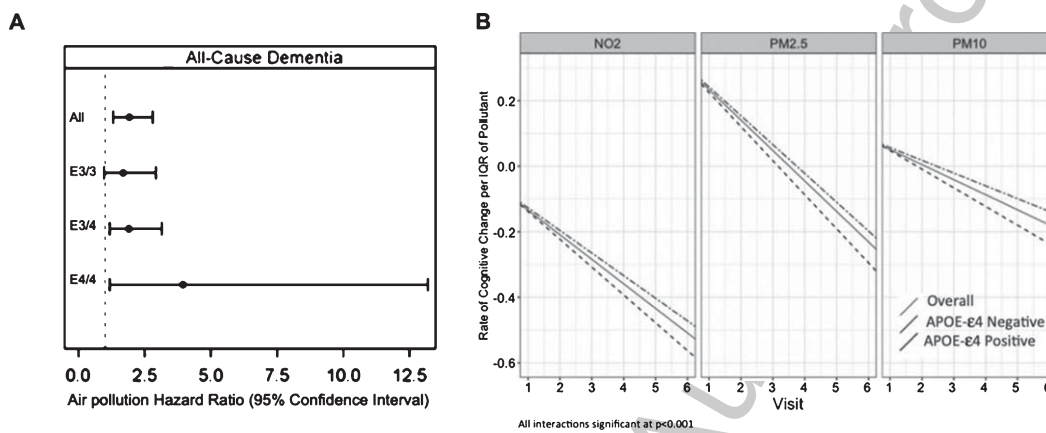 A
All-Cause Dementia
All
E3/3
E3/4
E4/4
0.0 2.5 5.0 7.5 10.0 12.5
Air pollution Hazard Ratio (95% Confidence Interval)
B
NO2 PM2.5 PM10
Rate of Cognitive Change per IQR of Pollutant
0.2
0.0
-0.2
-0.4
-0.6
Overall
APOE-ε4 Negative
APOE-ε4 Positive
1 2 3 4 5 6 1 2 3 4 5 6 1 2 3 4 5
Visit
All interactions significant at p<0.001